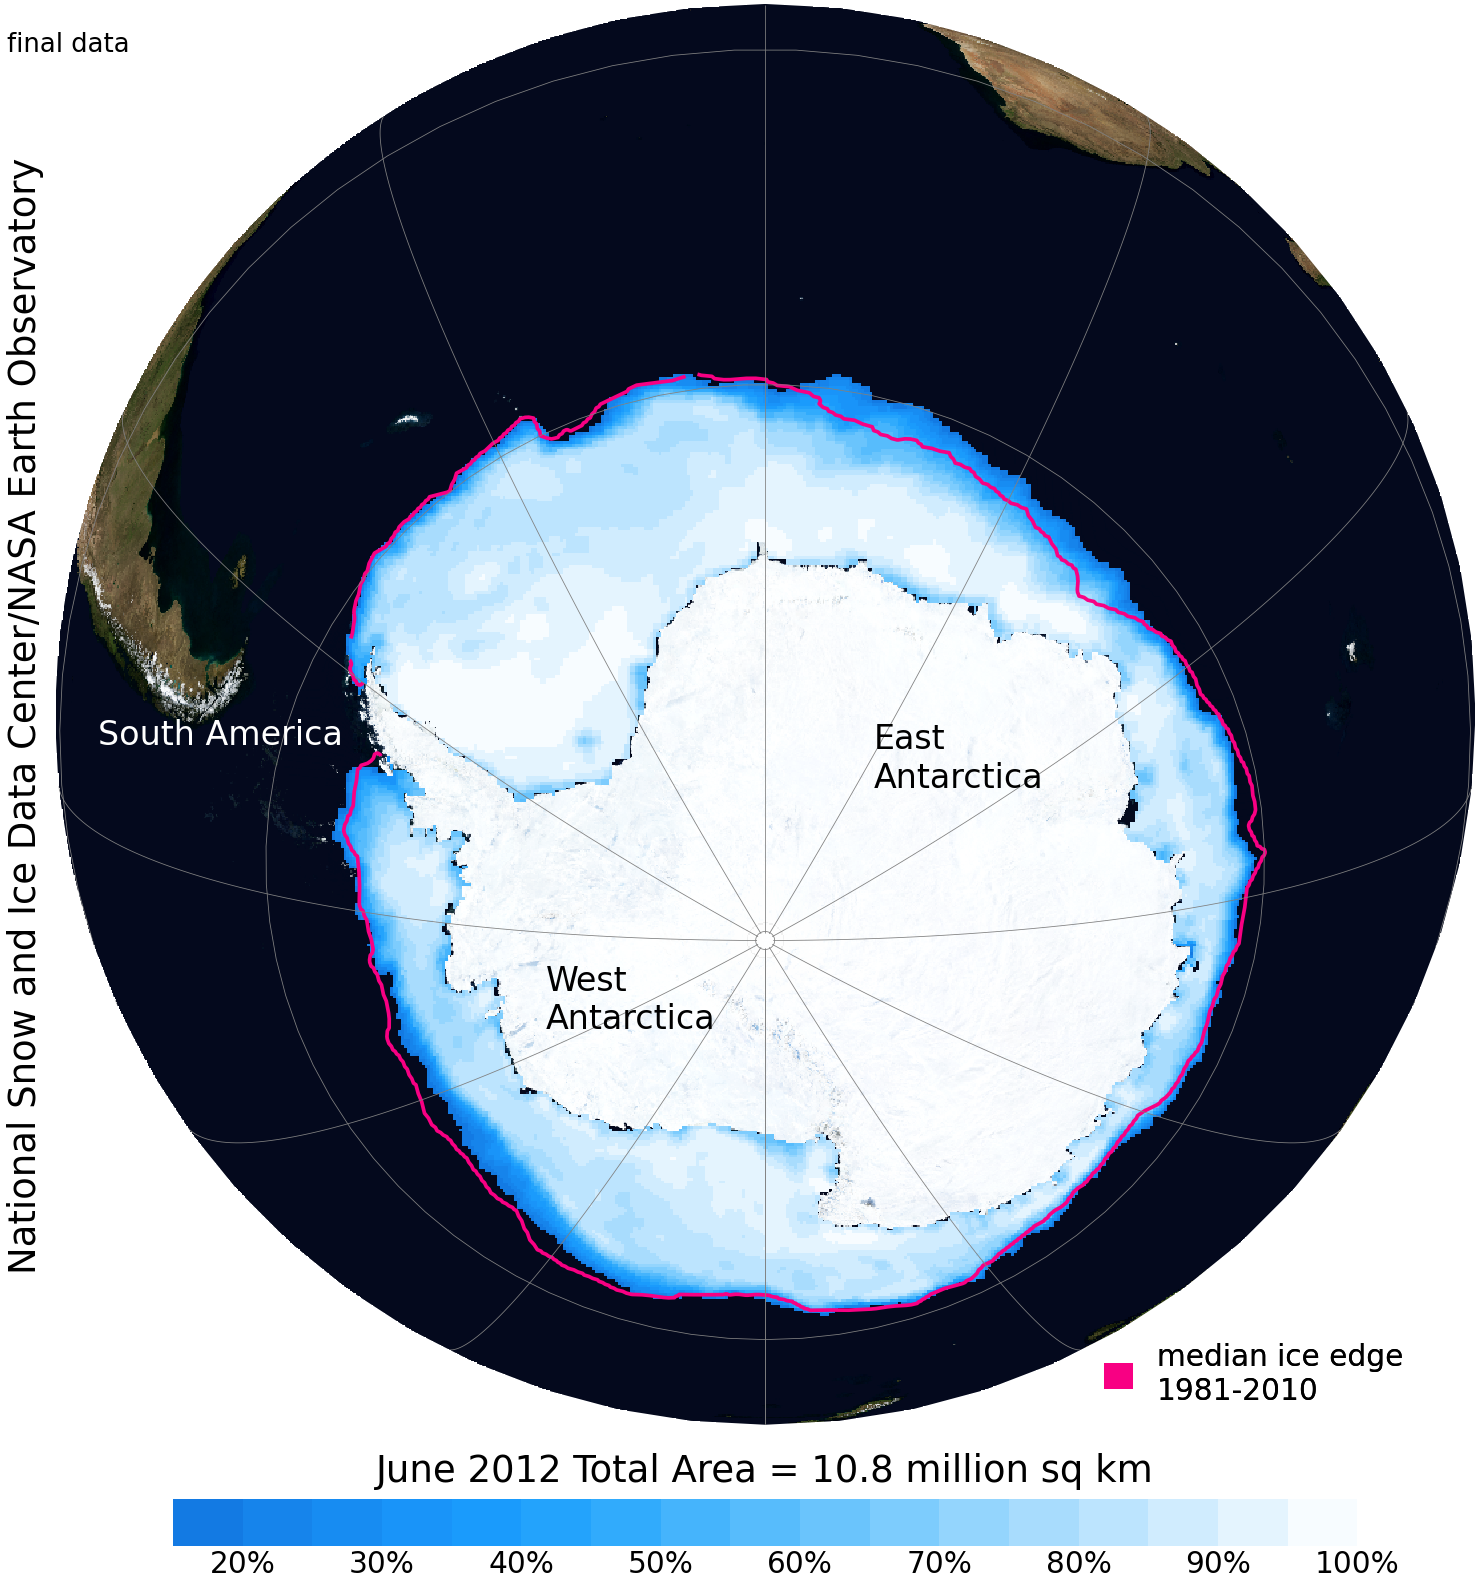 final data
National Snow and Ice Data Center/NASA Earth Observatory
South America
East
Antarctica
West
Antarctica
median ice edge
1981-2010
June 2012 Total Area = 10.8 million sq km
20% 30% 40% 50% 60% 70% 80% 90% 100%